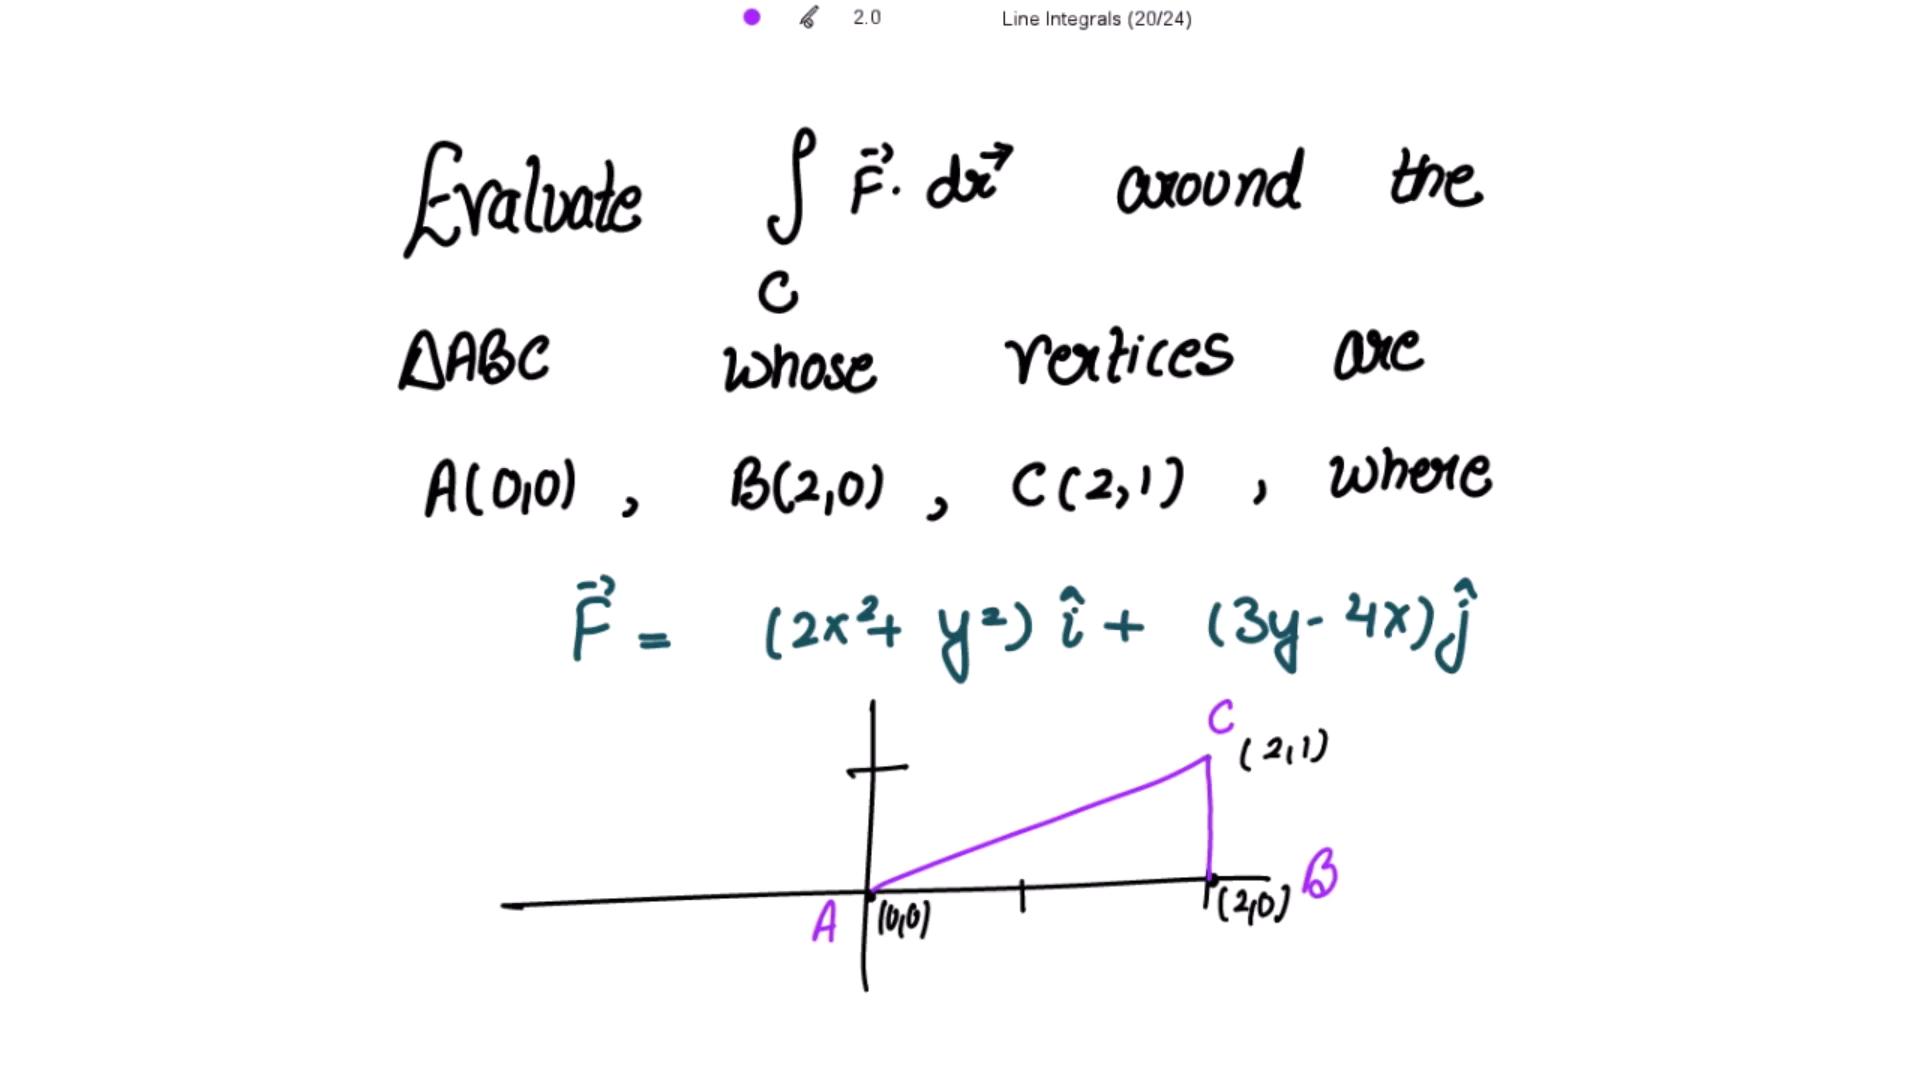 2.0 Line Integrals (20/24)
Evaluate ∫ F⃗. dr⃗ around the
C
ΔABC whose vertices are
A(0,0) , B(2,0) , C(2,1) , where
F⃗ = (2x²+ y²) î + (3y- 4x) ĵ
C
(2,1)
B
A (0,0) (2,0)